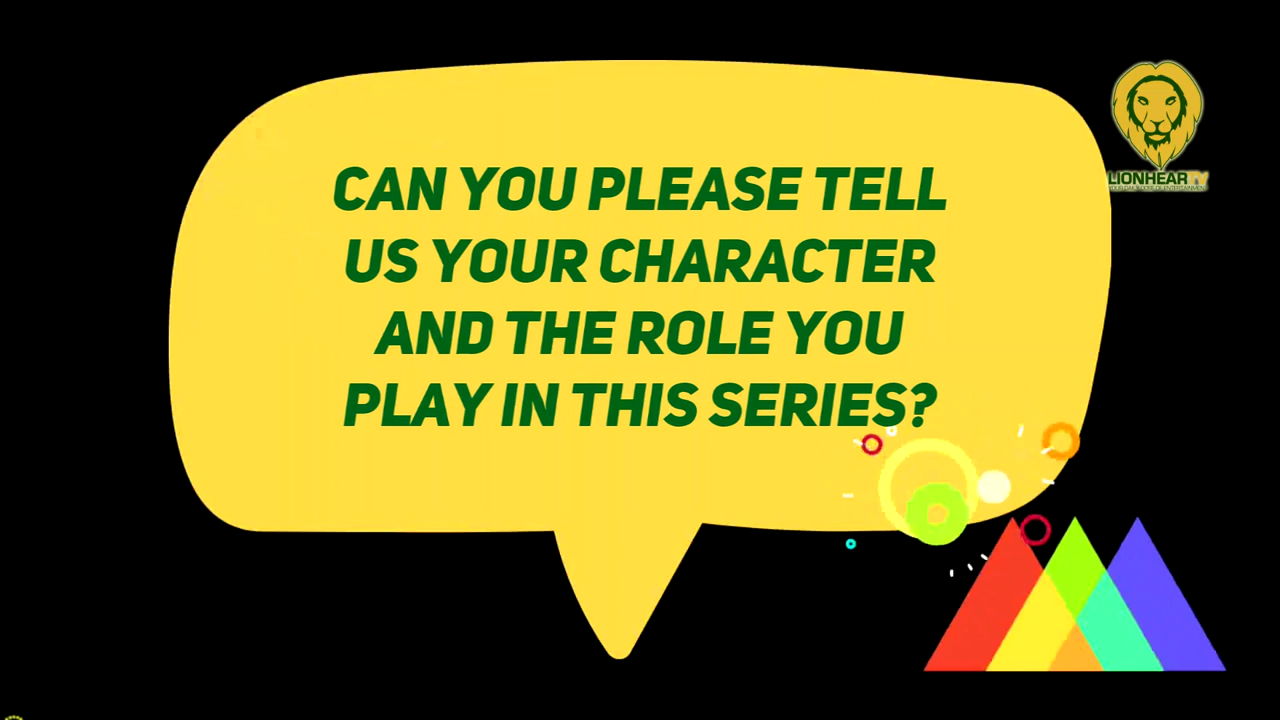 CAN YOU PLEASE TELL
US YOUR CHARACTER
AND THE ROLE YOU
PLAY IN THIS SERIES?
LIONHEARTV